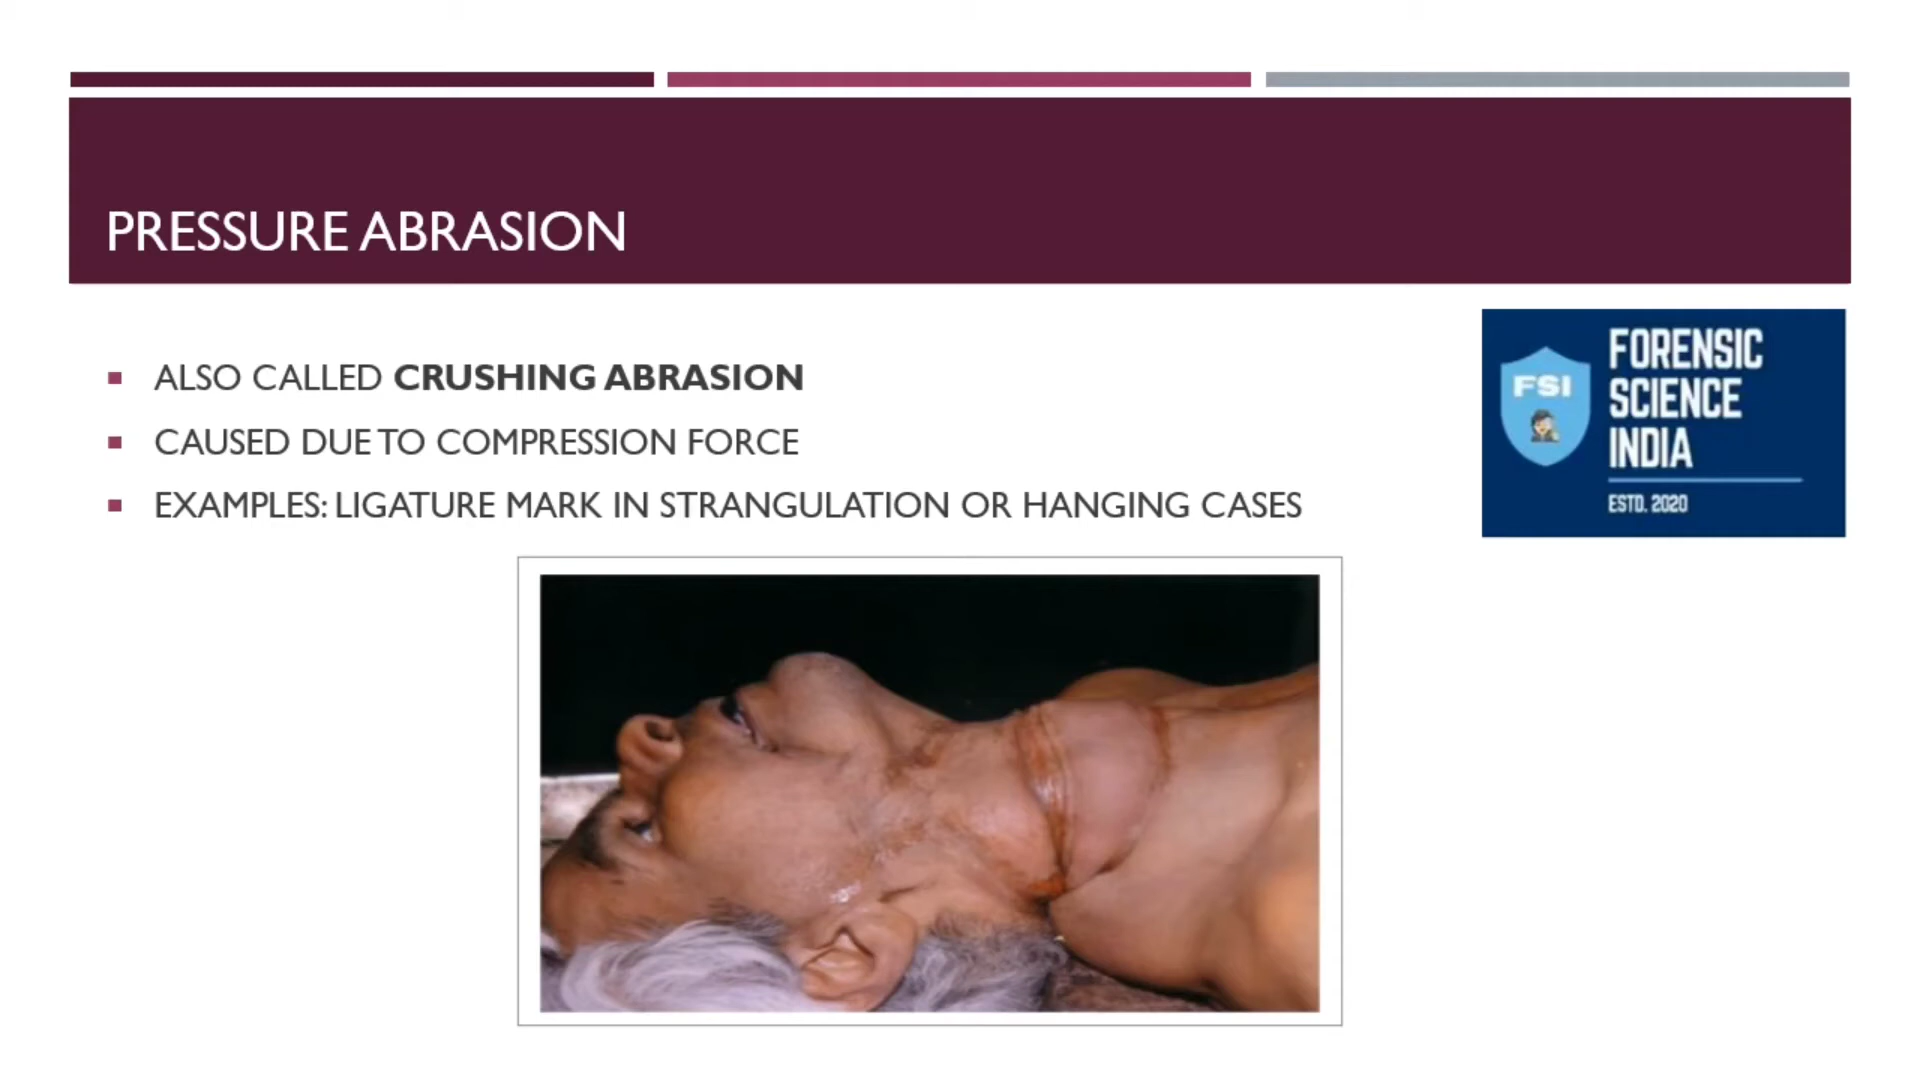 PRESSURE ABRASION
ALSO CALLED CRUSHING ABRASION
CAUSED DUE TO COMPRESSION FORCE
EXAMPLES: LIGATURE MARK IN STRANGULATION OR HANGING CASES
FSI
FORENSIC
SCIENCE
INDIA
ESTD. 2020